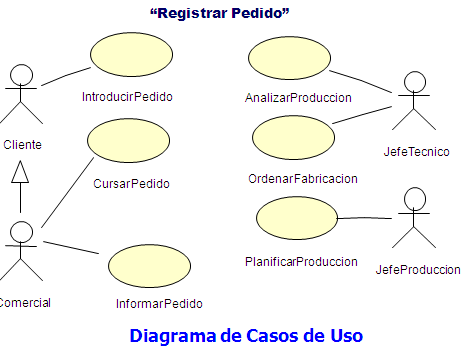 “Registrar Pedido”
IntroducirPedido
AnalizarProduccion
Cliente
JefeTecnico
CursarPedido
OrdenarFabricacion
PlanificarProduccion
JefeProduccion
Comercial
InformarPedido
Diagrama de Casos de Uso